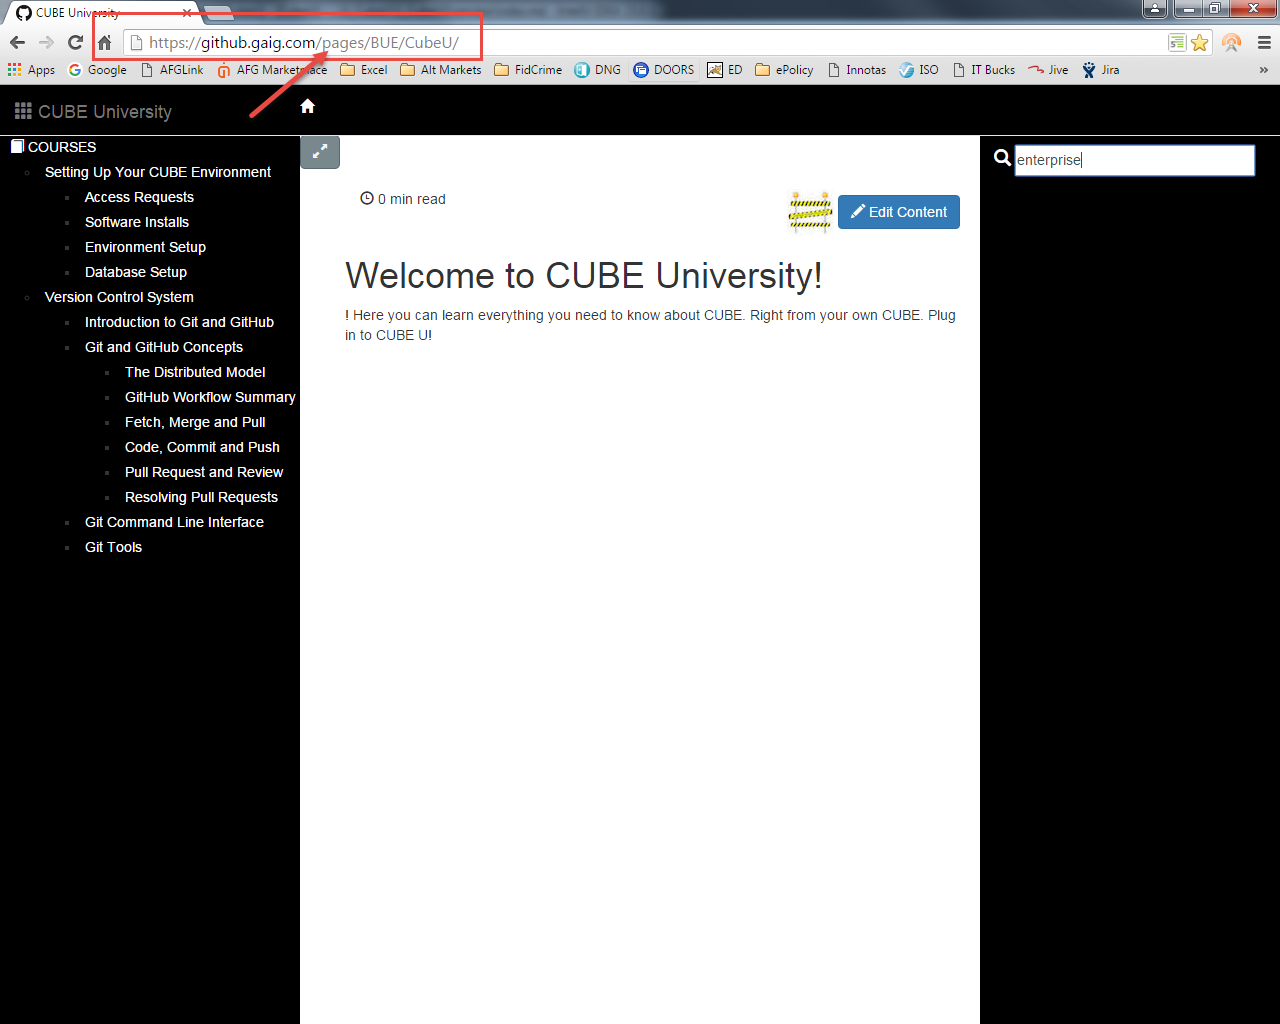 CUBE University
https://github.gaig.com/pages/BUE/CubeU/
Apps Google AFGLink AFG Marketplace Excel Alt Markets FidCrime DNG DOORS ED ePolicy Innotas ISO IT Bucks Jive Jira »
CUBE University
COURSES
Setting Up Your CUBE Environment
Access Requests
Software Installs
Environment Setup
Database Setup
Version Control System
Introduction to Git and GitHub
Git and GitHub Concepts
The Distributed Model
GitHub Workflow Summary
Fetch, Merge and Pull
Code, Commit and Push
Pull Request and Review
Resolving Pull Requests
Git Command Line Interface
Git Tools
0 min read
Edit Content
Welcome to CUBE University!
! Here you can learn everything you need to know about CUBE. Right from your own CUBE. Plug
in to CUBE U!
enterprise